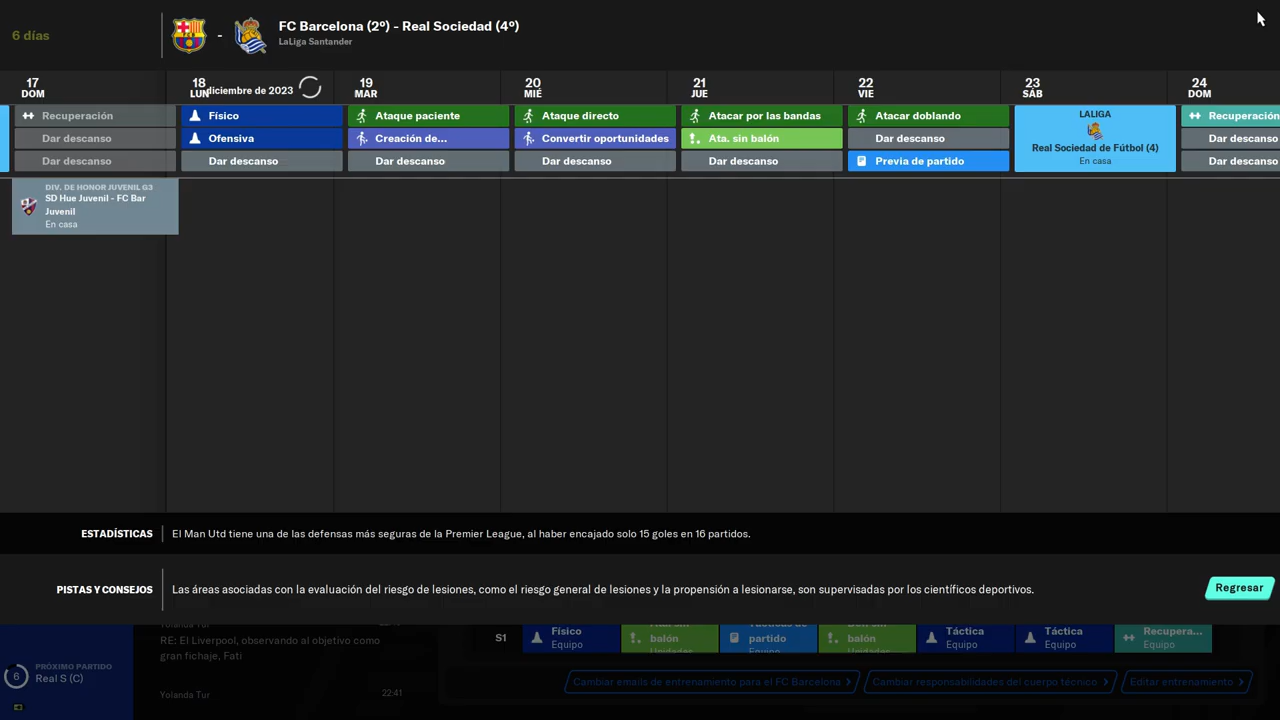 6 días
FC Barcelona (2º) - Real Sociedad (4º)
LaLiga Santander
17
DOM
18
LUN
diciembre de 2023
19
MAR
20
MIÉ
21
JUE
22
VIE
23
SÁB
24
DOM
Recuperación
Físico
Ataque paciente
Ataque directo
Atacar por las bandas
Atacar doblando
LALIGA
Recuperación
Dar descanso
Ofensiva
Creación de...
Convertir oportunidades
Ata. sin balón
Dar descanso
Real Sociedad de Fútbol (4)
Dar descanso
Dar descanso
Dar descanso
Dar descanso
Dar descanso
Dar descanso
Previa de partido
En casa
Dar descanso
DIV. DE HONOR JUVENIL G3
SD Hue Juvenil - FC Bar
Juvenil
En casa
ESTADÍSTICAS
El Man Utd tiene una de las defensas más seguras de la Premier League, al haber encajado solo 15 goles en 16 partidos.
PISTAS Y CONSEJOS
Las áreas asociadas con la evaluación del riesgo de lesiones, como el riesgo general de lesiones y la propensión a lesionarse, son supervisadas por los científicos deportivos.
Regresar
Yolanda Tur
RE: El Liverpool, observando al objetivo como
gran fichaje, Fati
Yolanda Tur
22:41
6
PRÓXIMO PARTIDO
Real S (C)
S1
Físico
Equipo
balón
Unidades
partido
Equipo
balón
Unidades
Táctica
Equipo
Táctica
Equipo
Recupera...
Equipo
Cambiar emails de entrenamiento para el FC Barcelona
Cambiar responsabilidades del cuerpo técnico
Editar entrenamiento